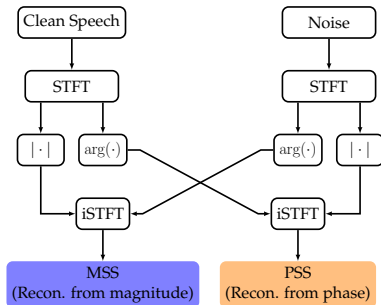 Clean Speech
Noise
STFT
STFT
| · |
arg(·)
arg(·)
| · |
iSTFT
iSTFT
MSS
(Recon. from magnitude)
PSS
(Recon. from phase)